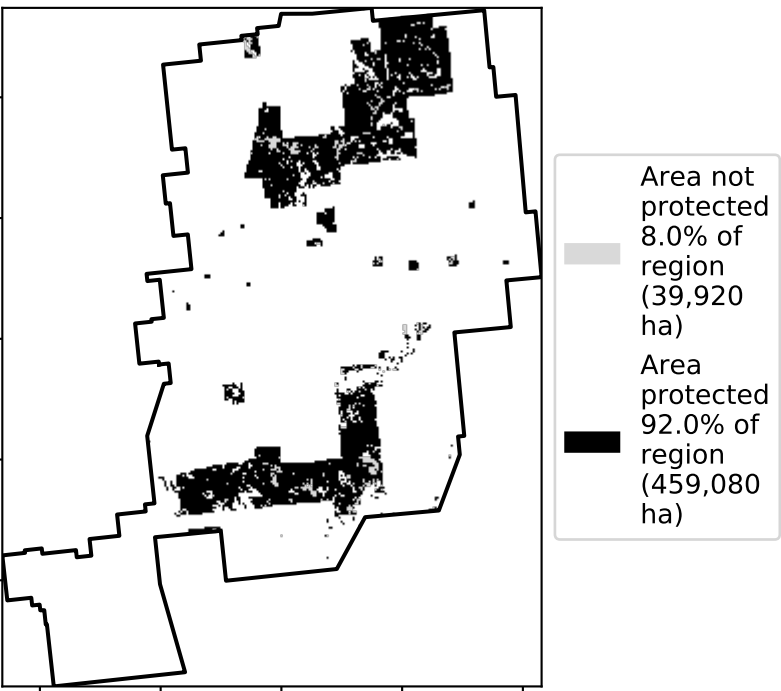 Area not
protected
8.0% of
region
(39,920
ha)
Area
protected
92.0% of
region
(459,080
ha)